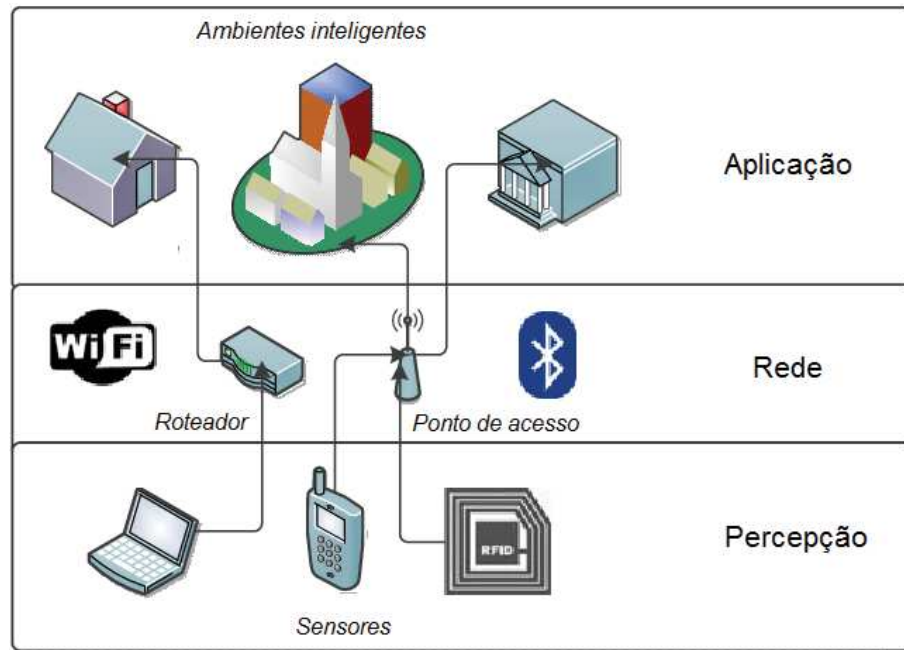 Ambientes inteligentes
Aplicação
WiFi
Rede
Roteador
Ponto de acesso
RFID
Percepção
Sensores